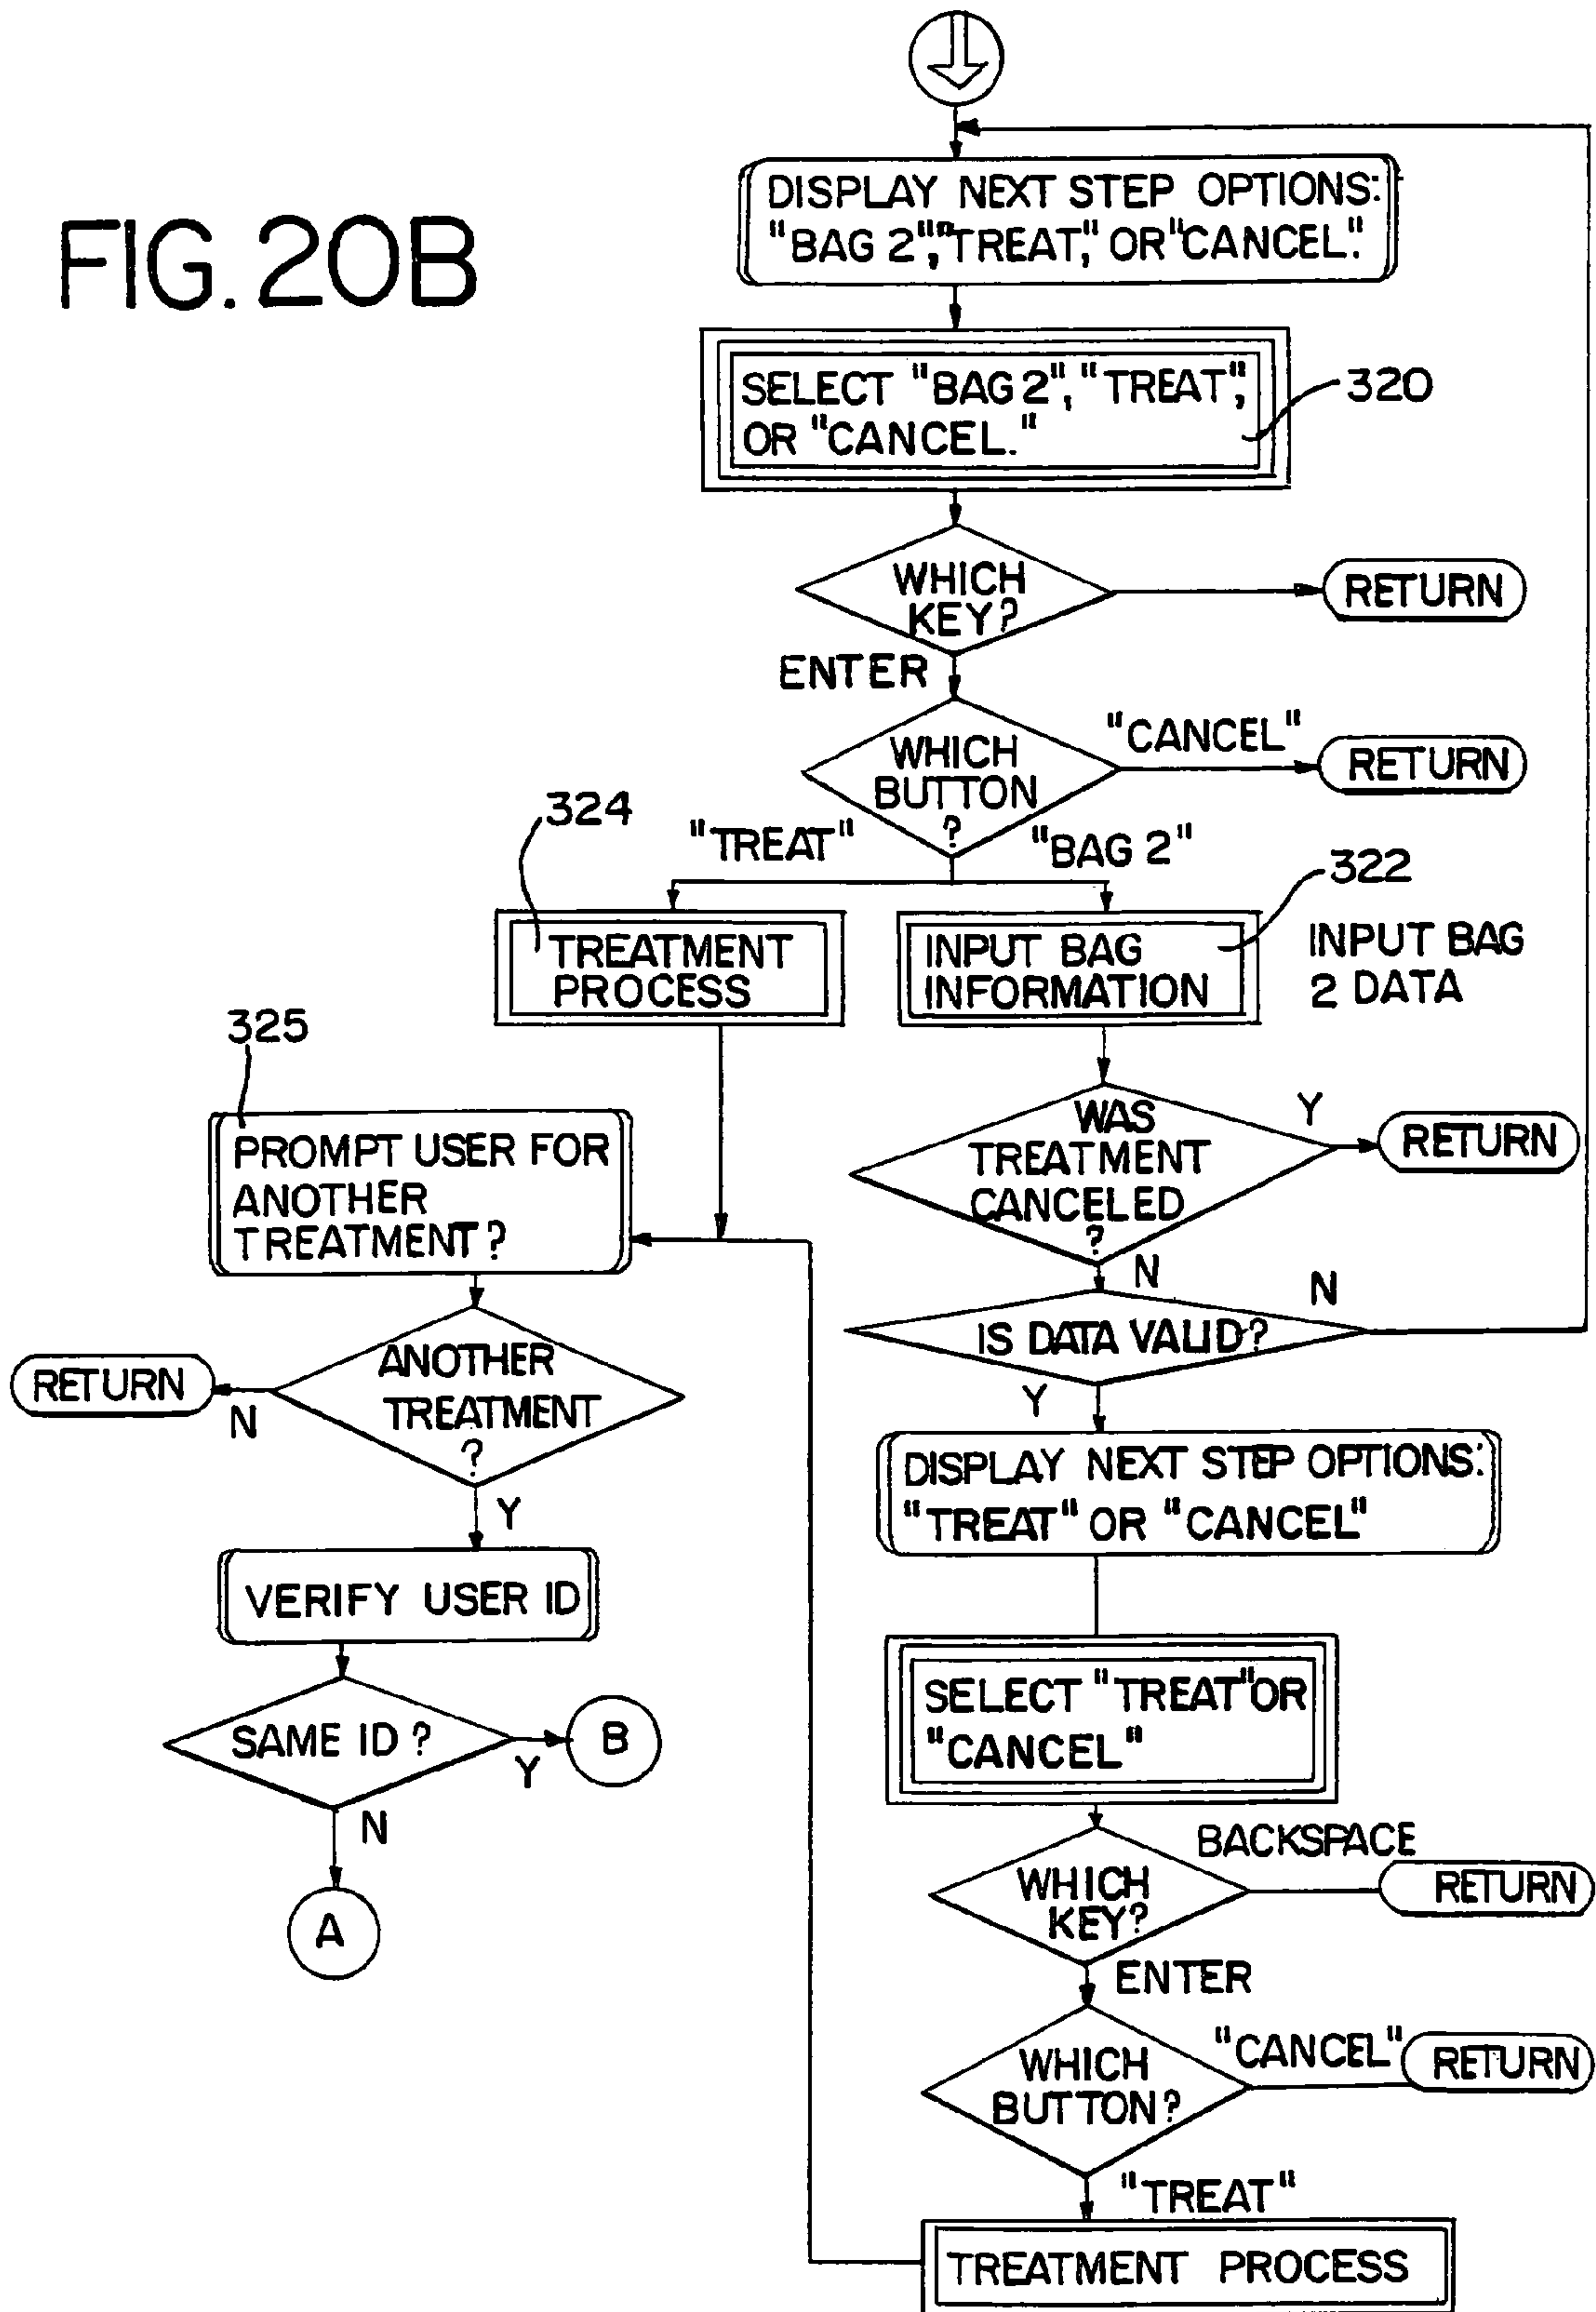 FIG. 20B
DISPLAY NEXT STEP OPTIONS:
"BAG 2","TREAT," OR "CANCEL".
SELECT "BAG 2", "TREAT",
OR "CANCEL."
320
WHICH
KEY?
RETURN
ENTER
WHICH
BUTTON
?
"CANCEL"
RETURN
324
"TREAT"
"BAG 2"
322
TREATMENT
PROCESS
INPUT BAG
INFORMATION
INPUT BAG
2 DATA
325
PROMPT USER FOR
ANOTHER
TREATMENT?
WAS
TREATMENT
CANCELED
?
Y
RETURN
N
IS DATA VALID?
N
Y
ANOTHER
TREATMENT
?
RETURN
N
Y
DISPLAY NEXT STEP OPTIONS:
"TREAT" OR "CANCEL"
VERIFY USER ID
SAME ID?
Y
B
N
A
SELECT "TREAT" OR
"CANCEL"
WHICH
KEY?
BACKSPACE
RETURN
ENTER
WHICH
BUTTON?
"CANCEL"
RETURN
"TREAT"
TREATMENT PROCESS